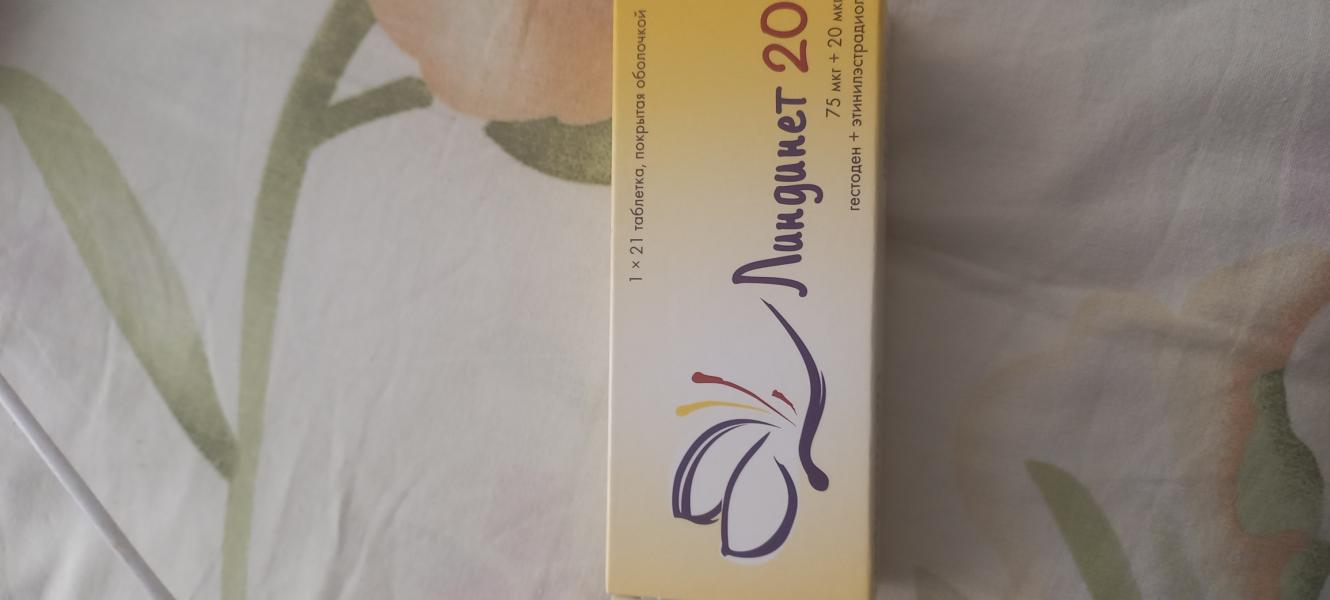 1 × 21 таблетка, покрытая оболочкой
Линдинет 20
75 мкг + 20 мкг
гестоден + этинилэстрадиол